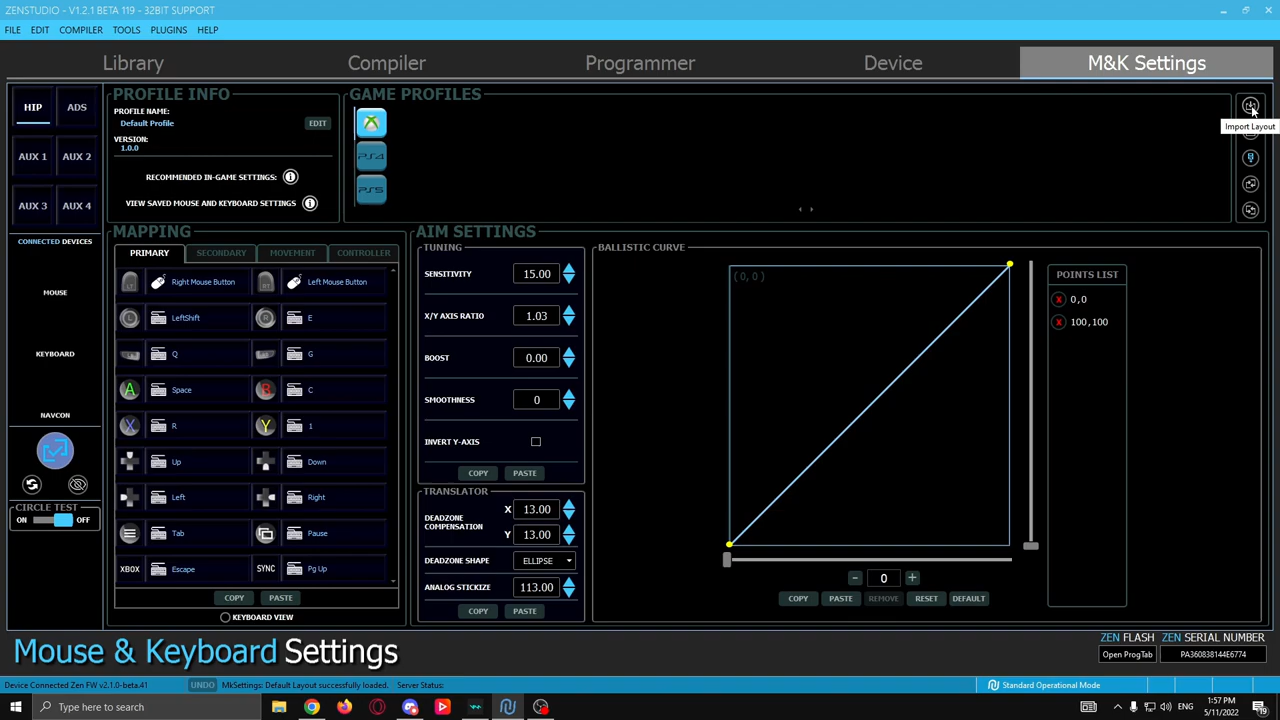 ZENSTUDIO - V1.2.1 BETA 119 - 32BIT SUPPORT
FILE EDIT COMPILER TOOLS PLUGINS HELP
Library Compiler Programmer Device M&K Settings
HIP ADS
AUX 1 AUX 2
AUX 3 AUX 4
CONNECTED DEVICES
MOUSE
KEYBOARD
NAVCON
CIRCLE TEST
ON OFF
PROFILE INFO
PROFILE NAME:
Default Profile EDIT
VERSION:
1.0.0
RECOMMENDED IN-GAME SETTINGS:
VIEW SAVED MOUSE AND KEYBOARD SETTINGS
GAME PROFILES
PS4
PS5
Import Layout
MAPPING
PRIMARY SECONDARY MOVEMENT CONTROLLER
LT Right Mouse Button RT Left Mouse Button
L LeftShift R E
Q G
A Space B C
X R Y 1
Up Down
Left Right
Tab Pause
XBOX Escape SYNC Pg Up
COPY PASTE
KEYBOARD VIEW
AIM SETTINGS
TUNING
SENSITIVITY 15.00
X/Y AXIS RATIO 1.03
BOOST 0.00
SMOOTHNESS 0
INVERT Y-AXIS
COPY PASTE
TRANSLATOR
DEADZONE COMPENSATION X 13.00
Y 13.00
DEADZONE SHAPE ELLIPSE
ANALOG STICKIZE 113.00
COPY PASTE
BALLISTIC CURVE
( 0, 0 )
- 0 +
COPY PASTE REMOVE RESET DEFAULT
POINTS LIST
X 0,0
X 100,100
Mouse & Keyboard Settings
ZEN FLASH ZEN SERIAL NUMBER
Open ProgTab PA360838144E6774
Device Connected Zen FW v2.1.0-beta.41 UNDO MkSettings: Default Layout successfully loaded. Server Status: Standard Operational Mode
Type here to search
ENG
1:57 PM
5/11/2022
19